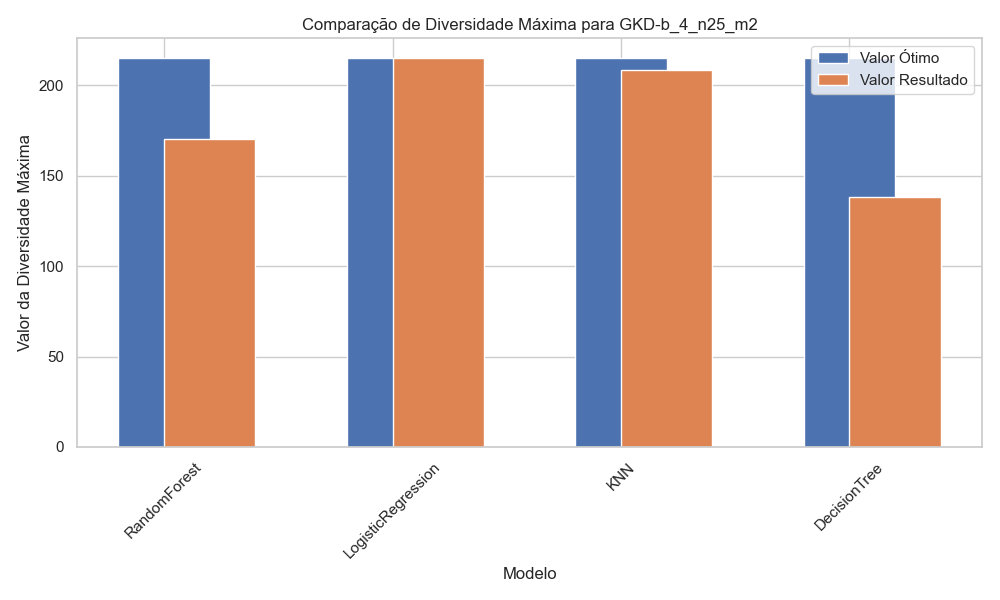 Comparação de Diversidade Máxima para GKD-b_4_n25_m2
Valor Ótimo
Valor Resultado
Valor da Diversidade Máxima
200
150
100
50
0
RandomForest
LogisticRegression
KNN
DecisionTree
Modelo